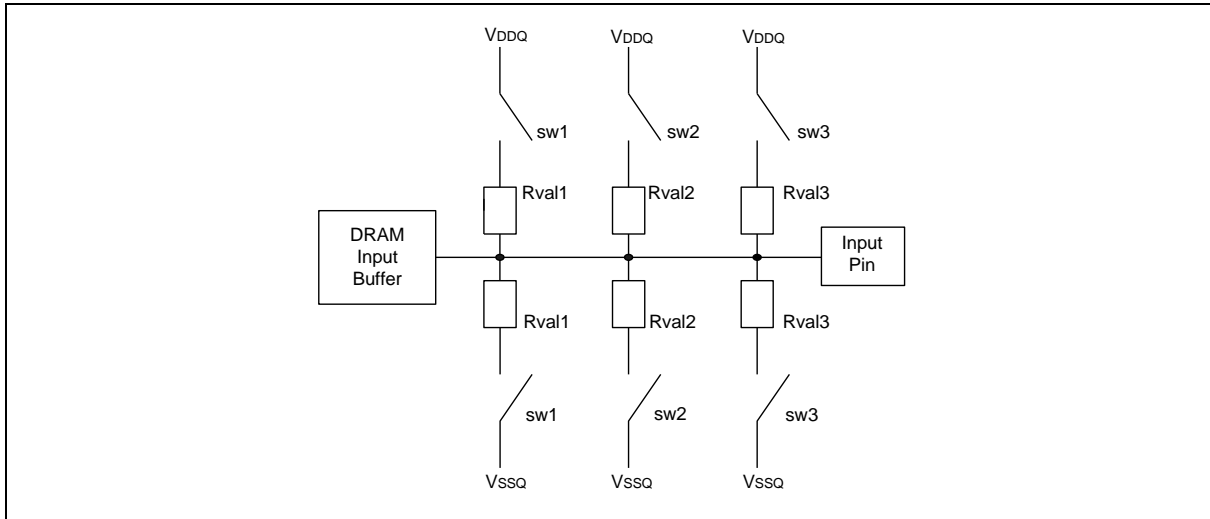 VDDQ VDDQ VDDQ
sw1 sw2 sw3
Rval1 Rval2 Rval3
DRAM
Input
Buffer
Input
Pin
Rval1 Rval2 Rval3
sw1 sw2 sw3
VSSQ VSSQ VSSQ